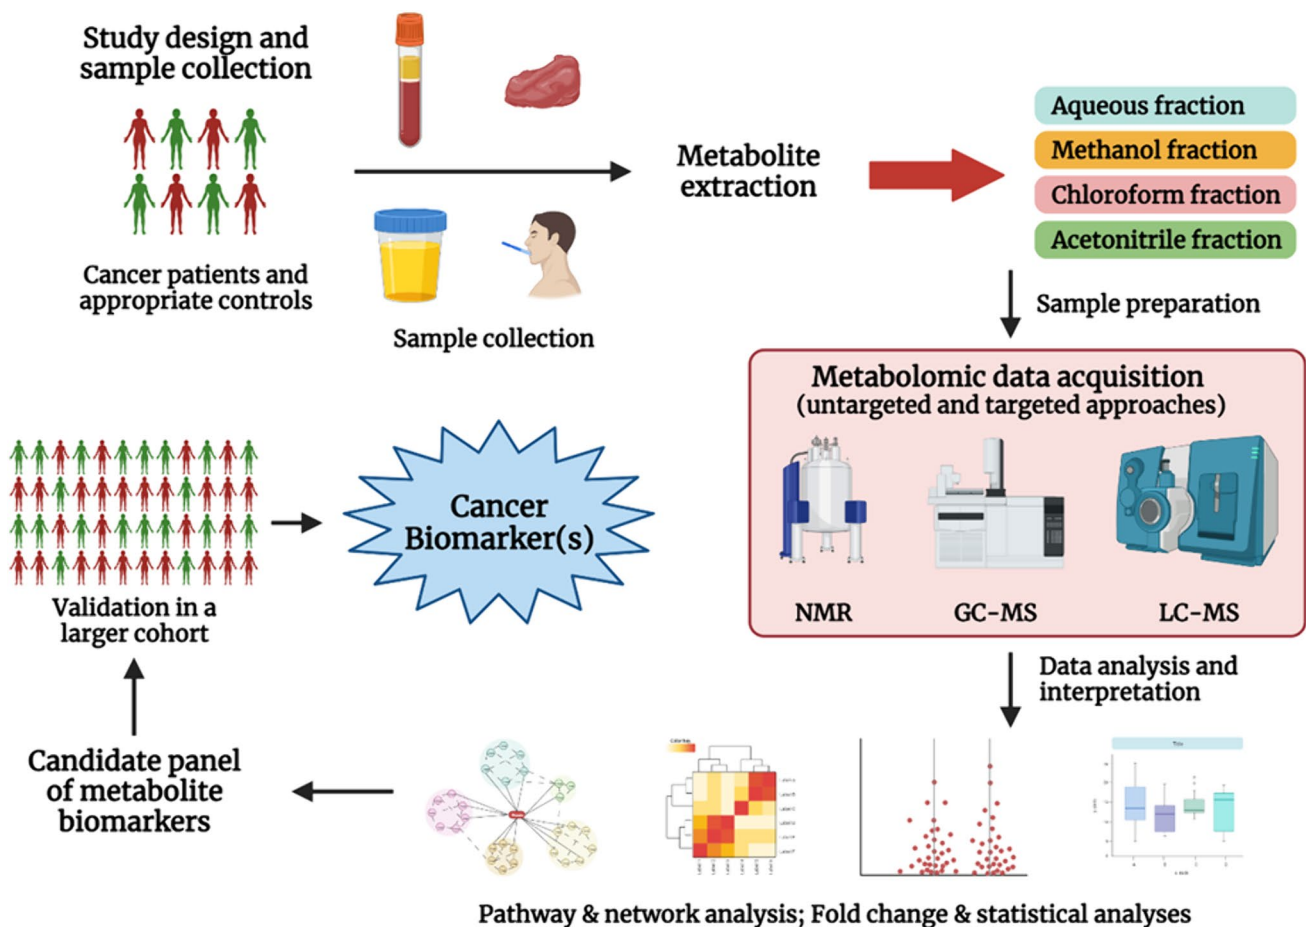 Study design and
sample collection
Cancer patients and
appropriate controls
Sample collection
Metabolite
extraction
Aqueous fraction
Methanol fraction
Chloroform fraction
Acetonitrile fraction
Sample preparation
Metabolomic data acquisition
(untargeted and targeted approaches)
NMR
GC-MS
LC-MS
Data analysis and
interpretation
Title
Pathway & network analysis; Fold change & statistical analyses
Candidate panel
of metabolite
biomarkers
Validation in a
larger cohort
Cancer
Biomarker(s)